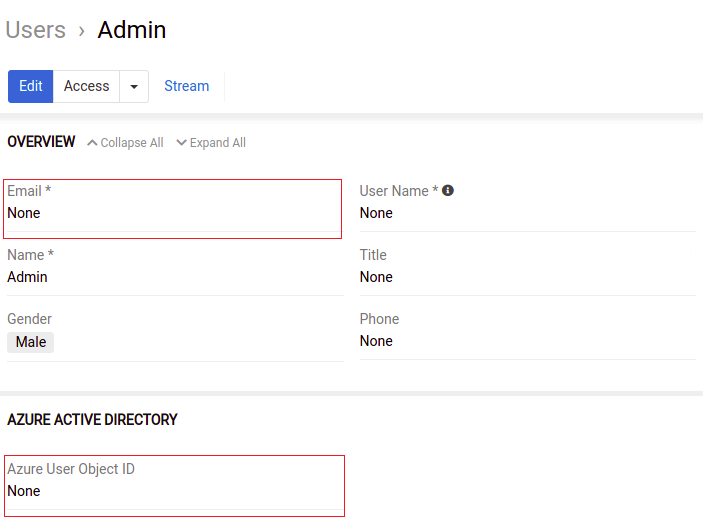 Users › Admin
Edit Access Stream
OVERVIEW Collapse All Expand All
Email * User Name *
None None
Name * Title
Admin None
Gender Phone
Male None
AZURE ACTIVE DIRECTORY
Azure User Object ID
None